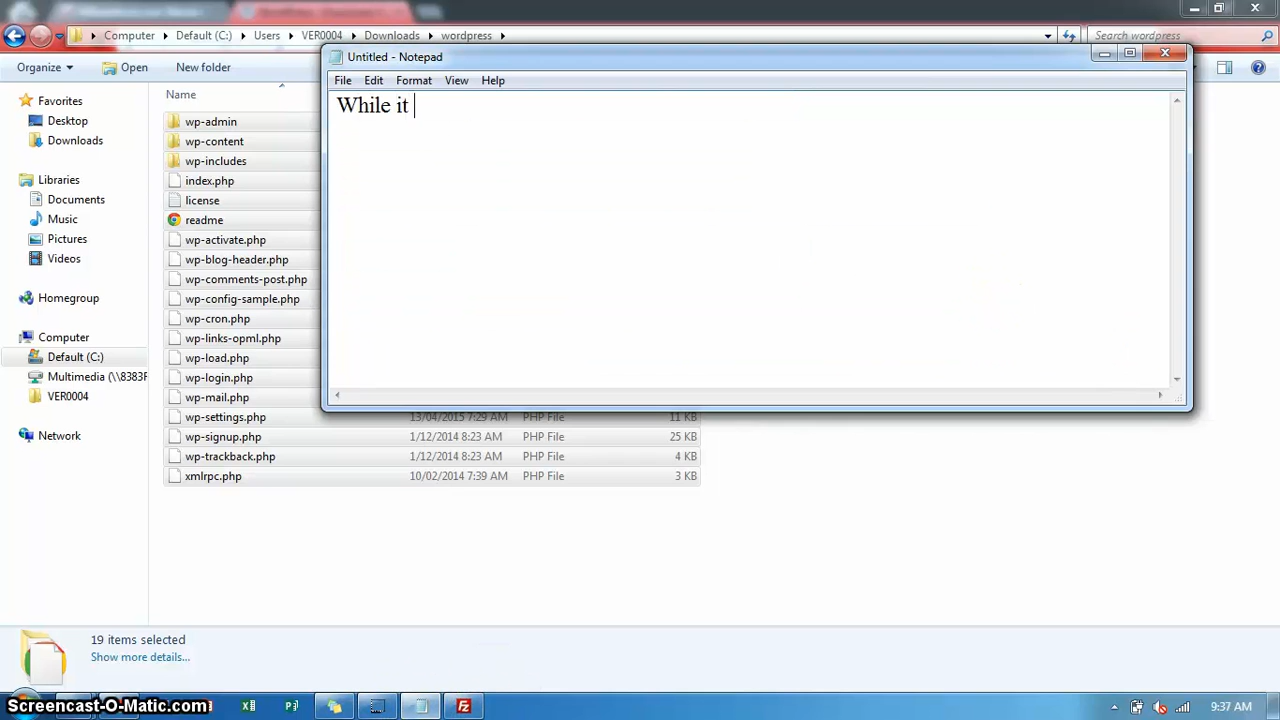 Computer Default (C:) Users VER0004 Downloads wordpress Search wordpress
Untitled - Notepad
Organize Open New folder
File Edit Format View Help
Name
While it
Favorites
Desktop
Downloads
Libraries
Documents
Music
Pictures
Videos
Homegroup
Computer
Default (C:)
Multimedia (\\8383F
VER0004
Network
wp-admin
wp-content
wp-includes
index.php
license
readme
wp-activate.php
wp-blog-header.php
wp-comments-post.php
wp-config-sample.php
wp-cron.php
wp-links-opml.php
wp-load.php
wp-login.php
wp-mail.php
wp-settings.php 13/04/2015 7:29 AM PHP File 11 KB
wp-signup.php 1/12/2014 8:23 AM PHP File 25 KB
wp-trackback.php 1/12/2014 8:23 AM PHP File 4 KB
xmlrpc.php 10/02/2014 7:39 AM PHP File 3 KB
19 items selected
Show more details...
Screencast-O-Matic.com 9:37 AM